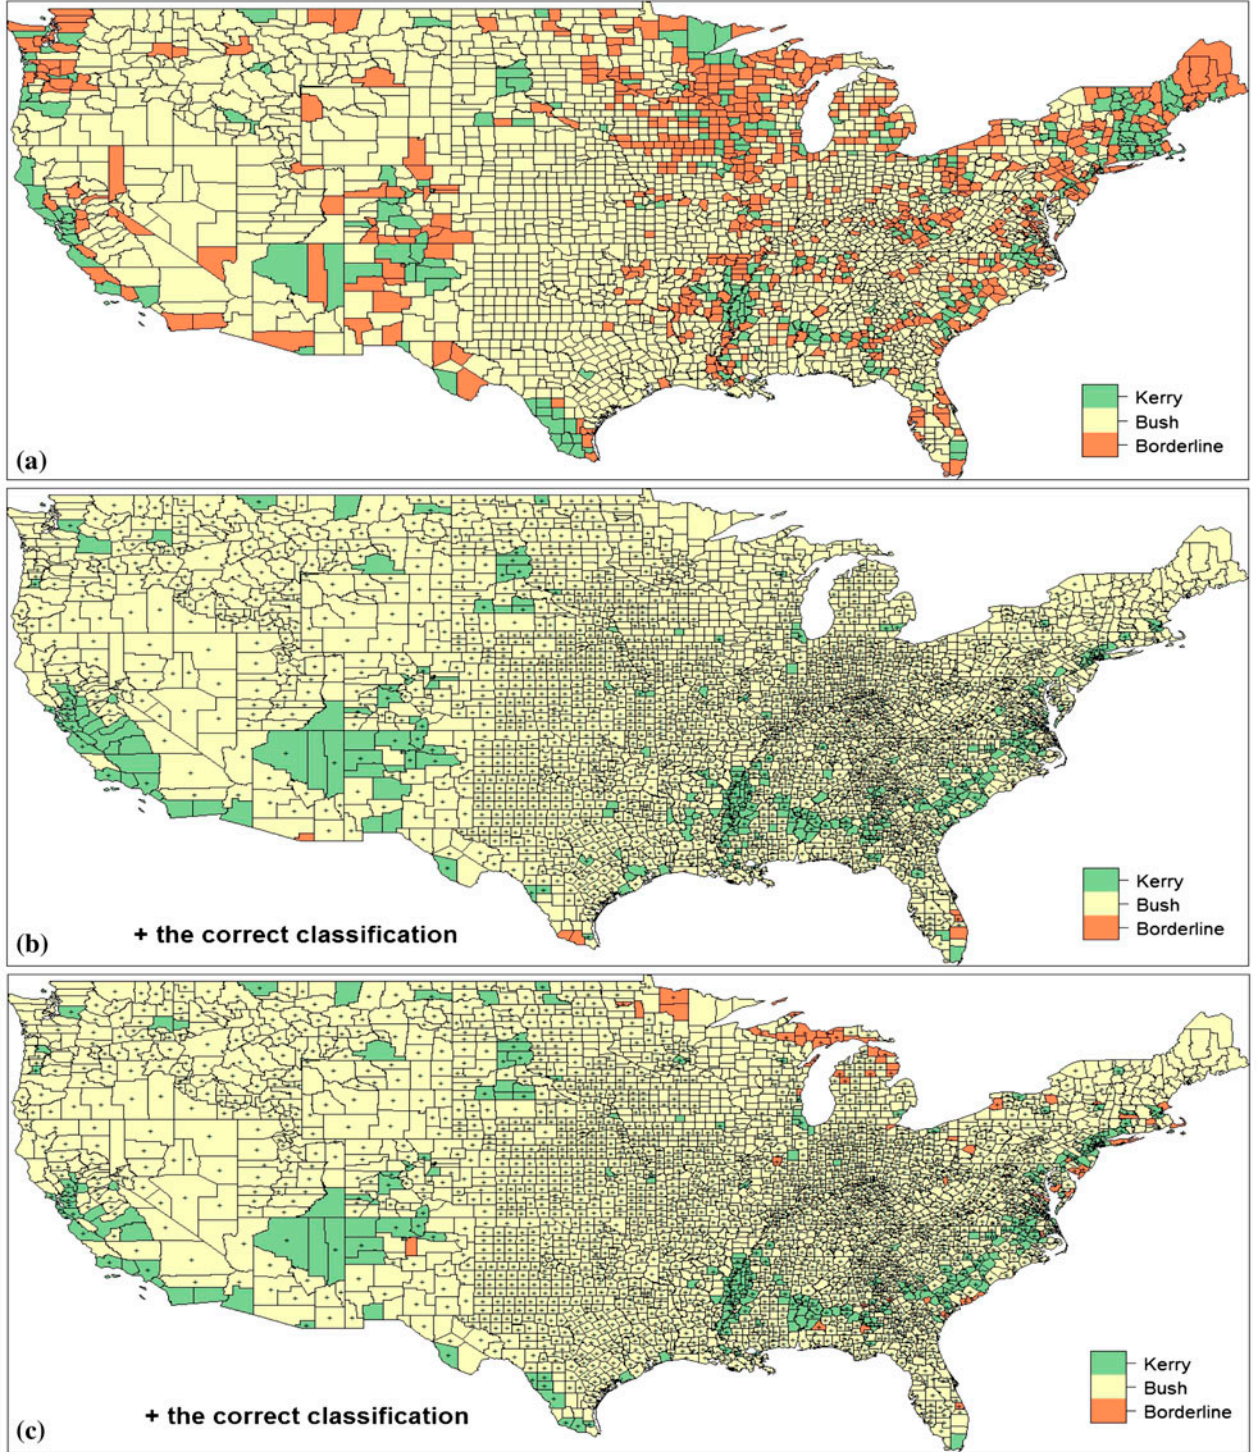 Kerry
Bush
Borderline
(a)
Kerry
Bush
Borderline
(b)
+ the correct classification
Kerry
Bush
Borderline
(c)
+ the correct classification